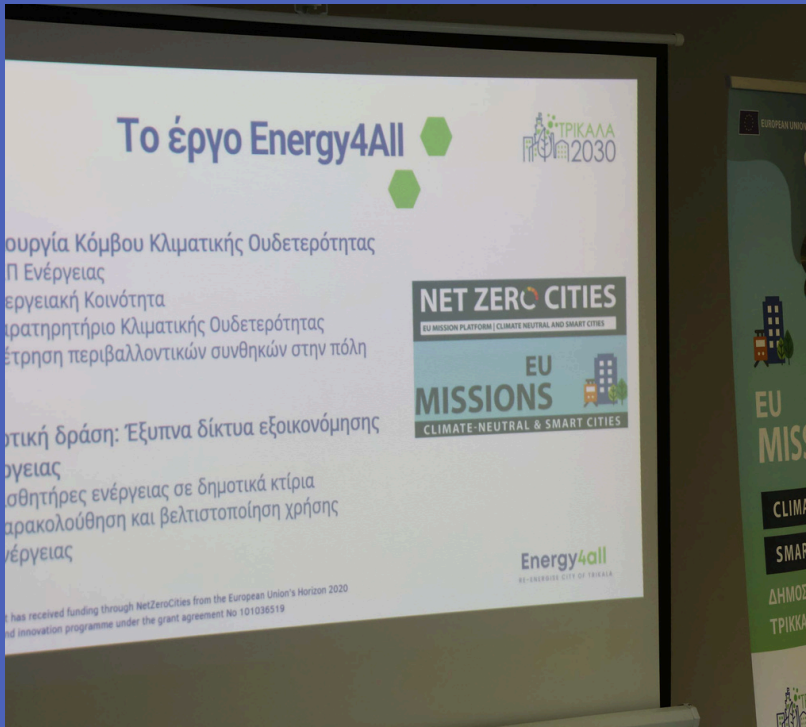 Το έργο Energy4All
ΤΡΙΚΑΛΑ
2030
ουργία Κόμβου Κλιματικής Ουδετερότητας
Π Ενέργειας
εργειακή Κοινότητα
ρατηρητήριο Κλιματικής Ουδετερότητας
έτρηση περιβαλλοντικών συνθηκών στην πόλη
οτική δράση: Έξυπνα δίκτυα εξοικονόμησης
ργειας
σθητήρες ενέργειας σε δημοτικά κτίρια
αρακολούθηση και βελτιστοποίηση χρήσης
νέργειας
NET ZERO CITIES
EU MISSION PLATFORM | CLIMATE NEUTRAL AND SMART CITIES
EU
MISSIONS
CLIMATE-NEUTRAL & SMART CITIES
Energy4all
RE-ENERGISE CITY OF TRIKALA
t has received funding through NetZeroCities from the European Union's Horizon 2020
nd innovation programme under the grant agreement No 101036519
EUROPEAN UNION
EU
MISS
CLIMA
SMAR
ΔΗΜΟΣ
ΤΡΙΚΚΑ